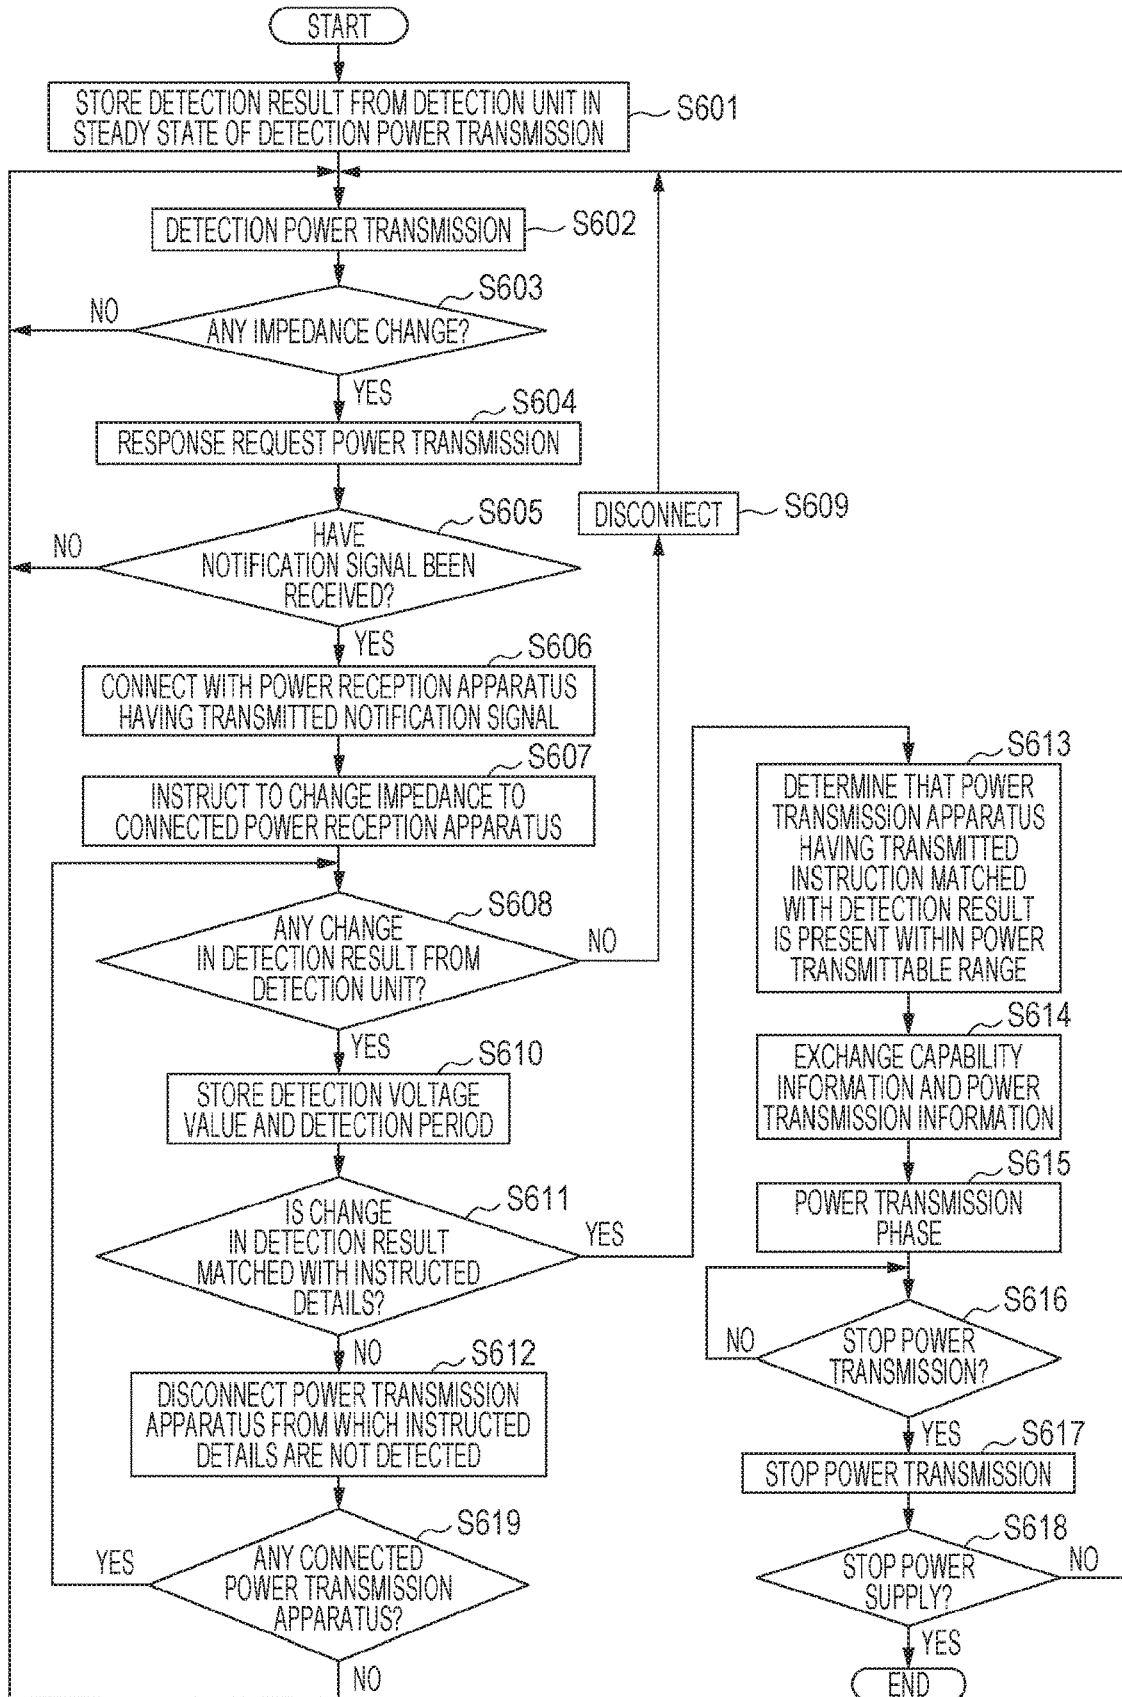 START
STORE DETECTION RESULT FROM DETECTION UNIT IN
STEADY STATE OF DETECTION POWER TRANSMISSION
S601
DETECTION POWER TRANSMISSION
S602
S603
ANY IMPEDANCE CHANGE?
NO
YES
S604
RESPONSE REQUEST POWER TRANSMISSION
S605
HAVE
NOTIFICATION SIGNAL BEEN
RECEIVED?
NO
YES
S606
CONNECT WITH POWER RECEPTION APPARATUS
HAVING TRANSMITTED NOTIFICATION SIGNAL
S607
INSTRUCT TO CHANGE IMPEDANCE TO
CONNECTED POWER RECEPTION APPARATUS
S608
ANY CHANGE
IN DETECTION RESULT FROM
DETECTION UNIT?
NO
YES
DISCONNECT
S609
S610
STORE DETECTION VOLTAGE
VALUE AND DETECTION PERIOD
S611
IS CHANGE
IN DETECTION RESULT
MATCHED WITH INSTRUCTED
DETAILS?
YES
NO
S612
DISCONNECT POWER TRANSMISSION
APPARATUS FROM WHICH INSTRUCTED
DETAILS ARE NOT DETECTED
S619
ANY CONNECTED
POWER TRANSMISSION
APPARATUS?
YES
NO
S613
DETERMINE THAT POWER
TRANSMISSION APPARATUS
HAVING TRANSMITTED
INSTRUCTION MATCHED
WITH DETECTION RESULT
IS PRESENT WITHIN POWER
TRANSMITTABLE RANGE
S614
EXCHANGE CAPABILITY
INFORMATION AND POWER
TRANSMISSION INFORMATION
S615
POWER TRANSMISSION
PHASE
S616
STOP POWER
TRANSMISSION?
NO
YES
S617
STOP POWER TRANSMISSION
S618
STOP POWER
SUPPLY?
NO
YES
END